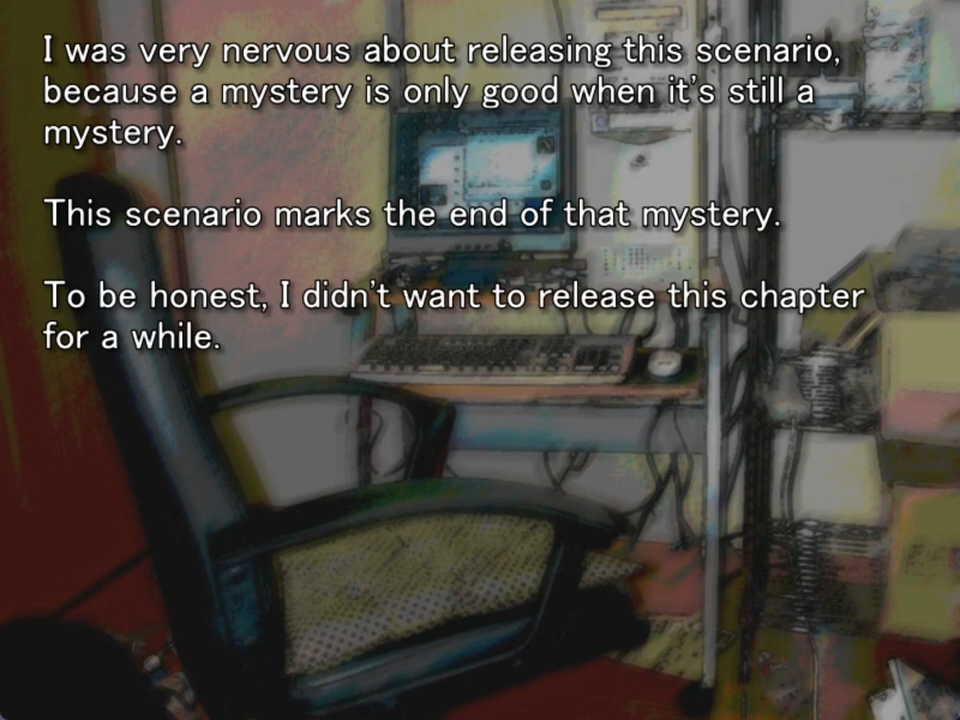 I was very nervous about releasing this scenario,
because a mystery is only good when it's still a
mystery.
This scenario marks the end of that mystery.
To be honest, I didn't want to release this chapter
for a while.